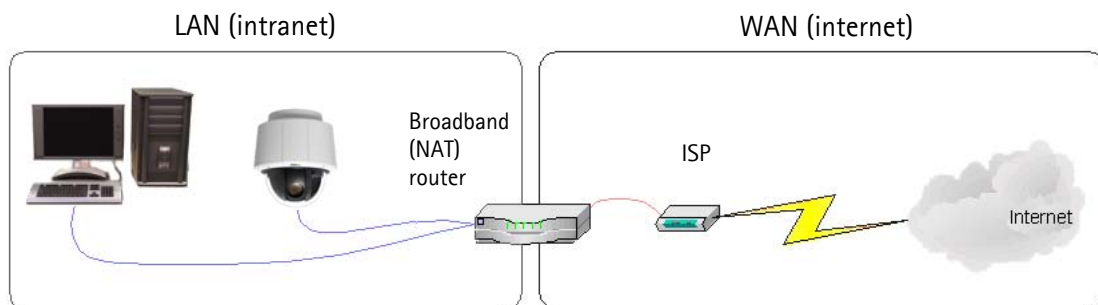 LAN (intranet)
WAN (internet)
Broadband
(NAT)
router
ISP
Internet